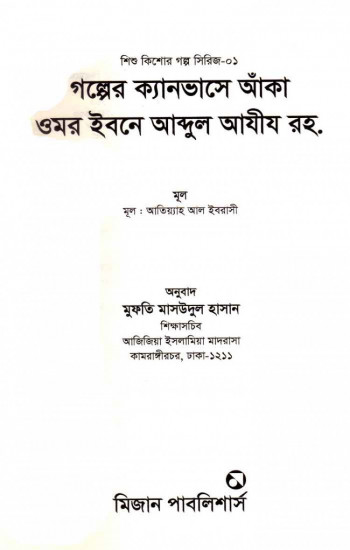 শিশু কিশোর গল্প সিরিজ-০১
গল্পের ক্যানভাসে আঁকা
ওমর ইবনে আব্দুল আযীয রহ.
মূল
মূল : আতিয়্যাহ আল ইবরাসী
অনুবাদ
মুফতি মাসউদুল হাসান
শিক্ষাসচিব
আজিজিয়া ইসলামিয়া মাদরাসা
কামরাঙ্গীরচর, ঢাকা-১২১১
মিজান পাবলিশার্স